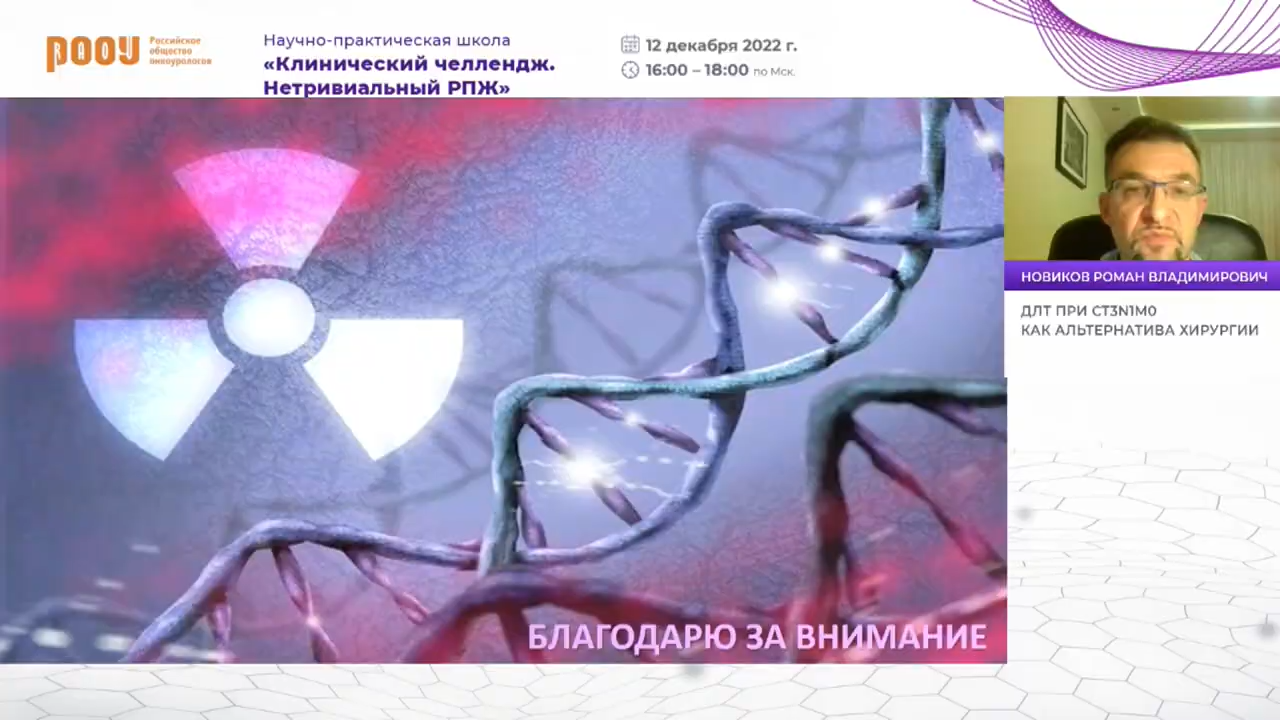 РООУ
RAOU
Российское
общество
онкоурологов
Научно-практическая школа
«Клинический челлендж.
Нетривиальный РПЖ»
12 декабря 2022 г.
16:00 – 18:00 по Мск.
НОВИКОВ РОМАН ВЛАДИМИРОВИЧ
ДЛТ ПРИ CT3N1M0
КАК АЛЬТЕРНАТИВА ХИРУРГИИ
БЛАГОДАРЮ ЗА ВНИМАНИЕ